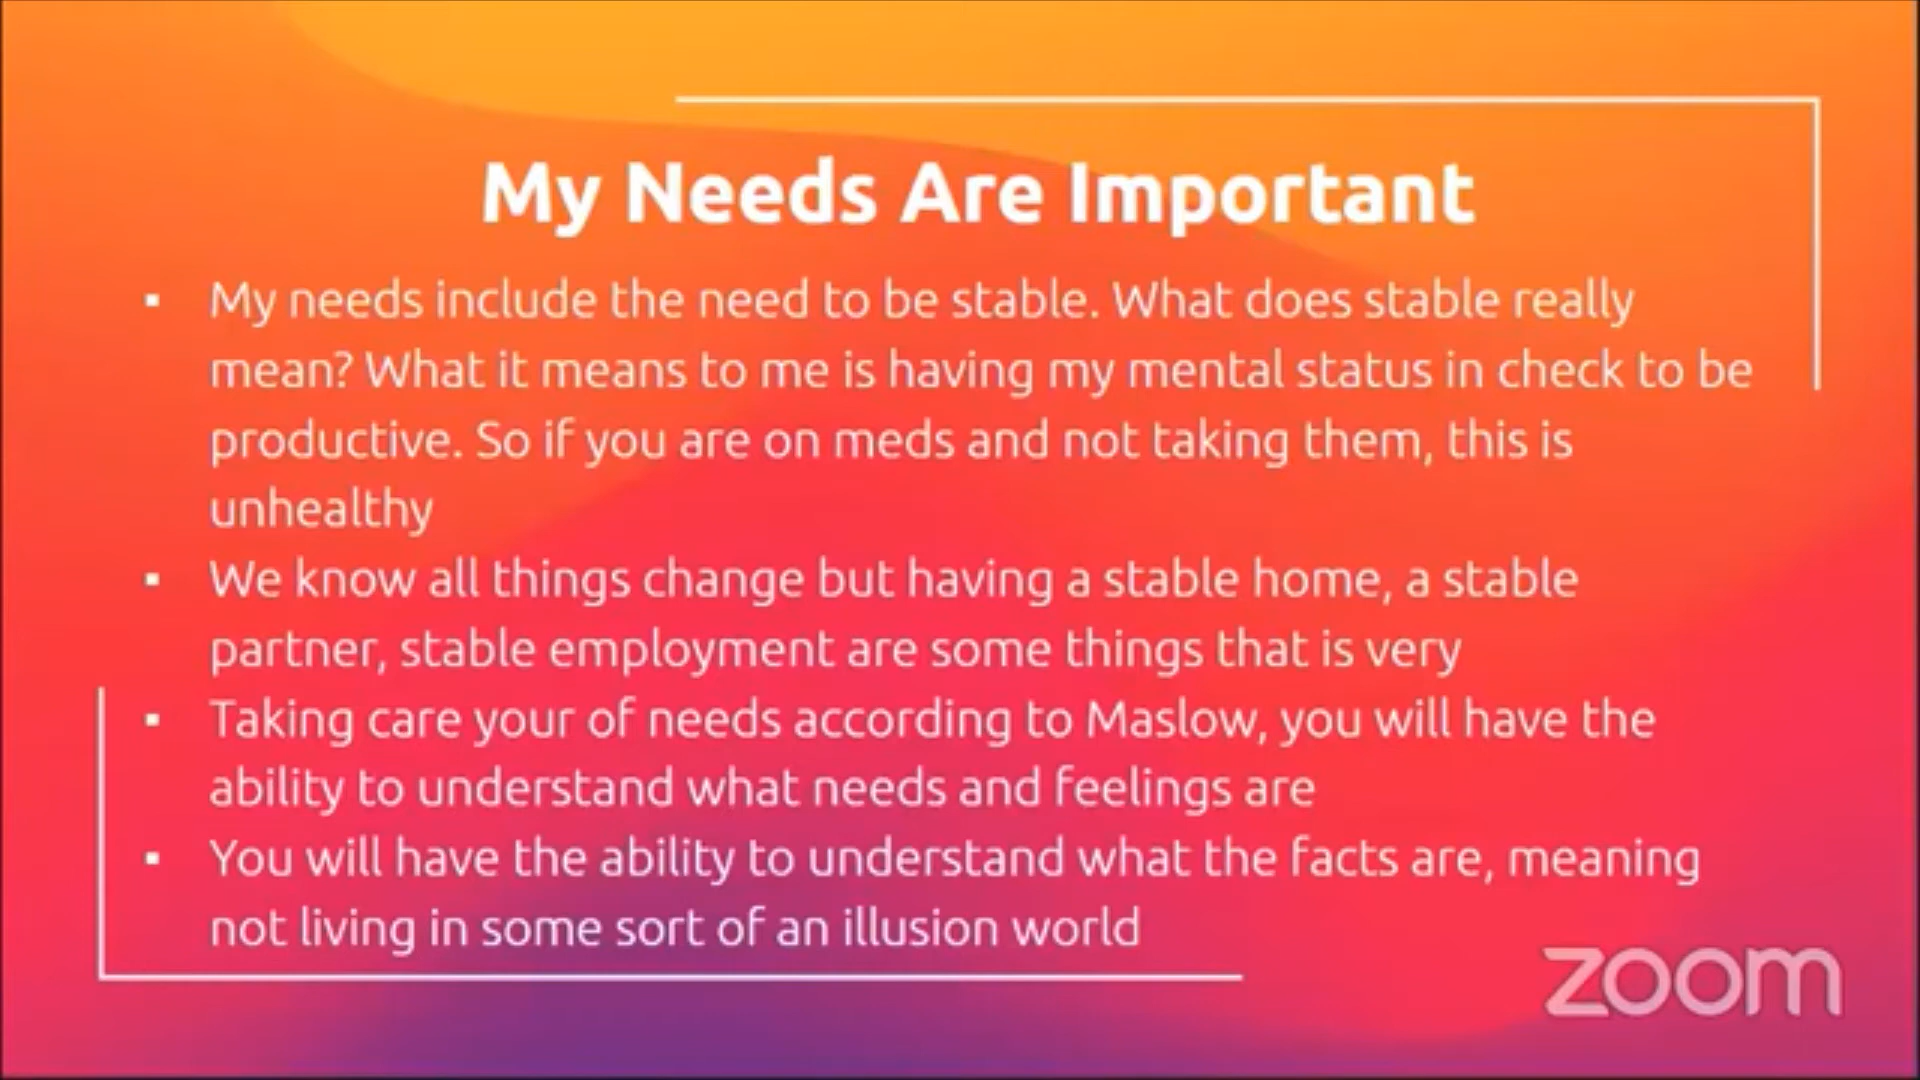 My Needs Are Important
▪ My needs include the need to be stable. What does stable really
mean? What it means to me is having my mental status in check to be
productive. So if you are on meds and not taking them, this is
unhealthy
▪ We know all things change but having a stable home, a stable
partner, stable employment are some things that is very
▪ Taking care your of needs according to Maslow, you will have the
ability to understand what needs and feelings are
▪ You will have the ability to understand what the facts are, meaning
not living in some sort of an illusion world
zoom